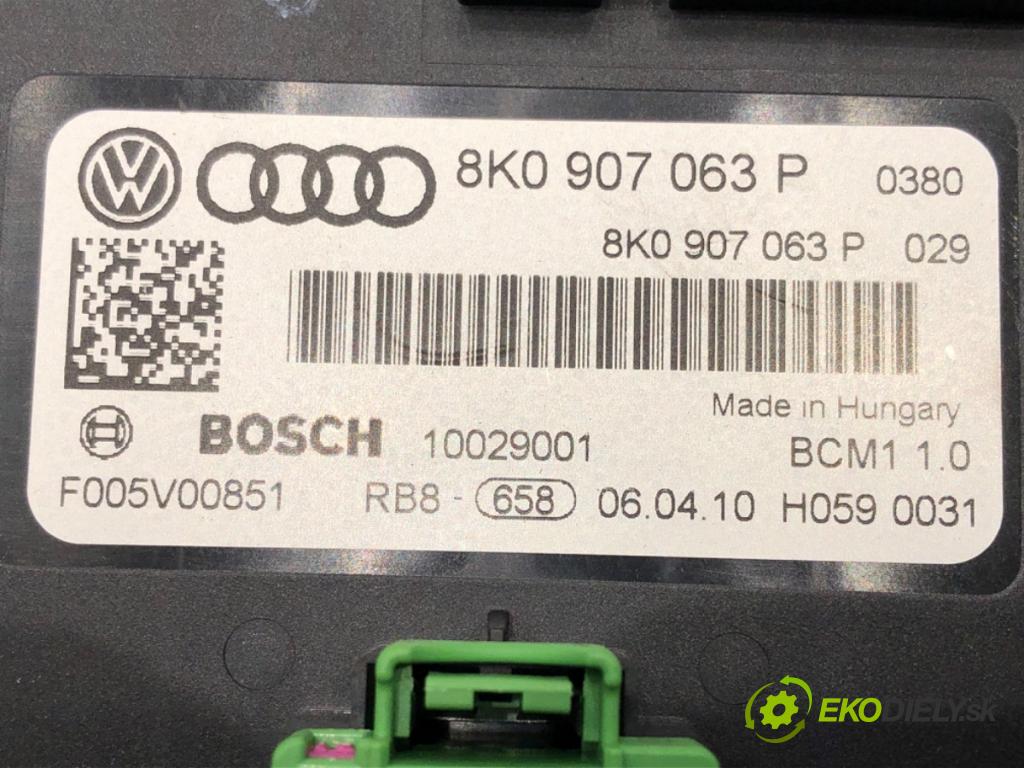 8K0 907 063 P 0380
8K0 907 063 P 029
Made in Hungary
BOSCH 10029001 BCM1 1.0
F005V00851 RB8 - 658 06.04.10 H059 0031
EKODIELY.sk